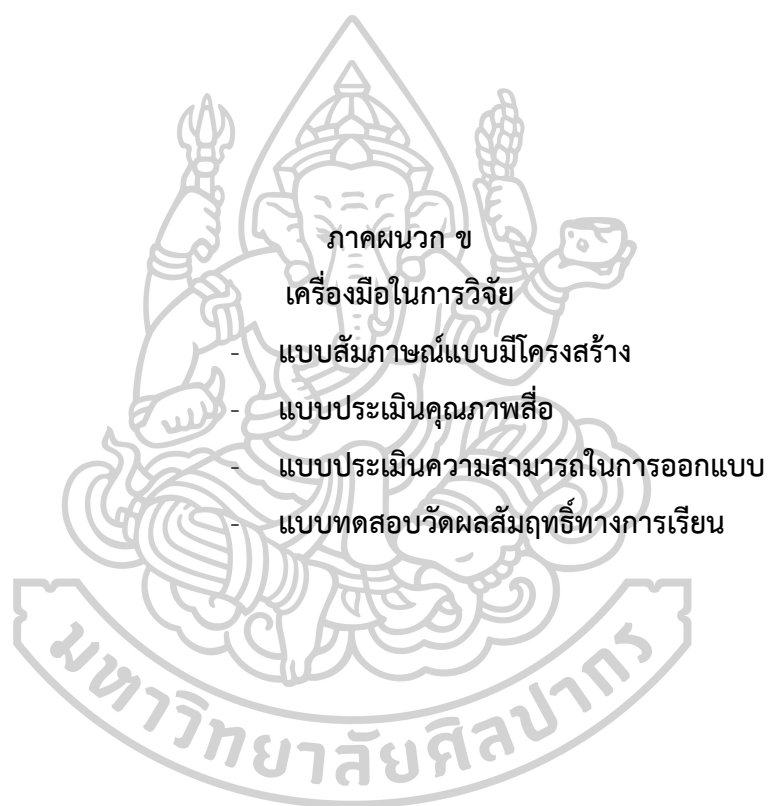 ภาคผนวก ข
เครื่องมือในการวิจัย
- แบบสัมภาษณ์แบบมีโครงสร้าง
- แบบประเมินคุณภาพสื่อ
- แบบประเมินความสามารถในการออกแบบ
- แบบทดสอบวัดผลสัมฤทธิ์ทางการเรียน
มหาวิทยาลัยศิลปากร